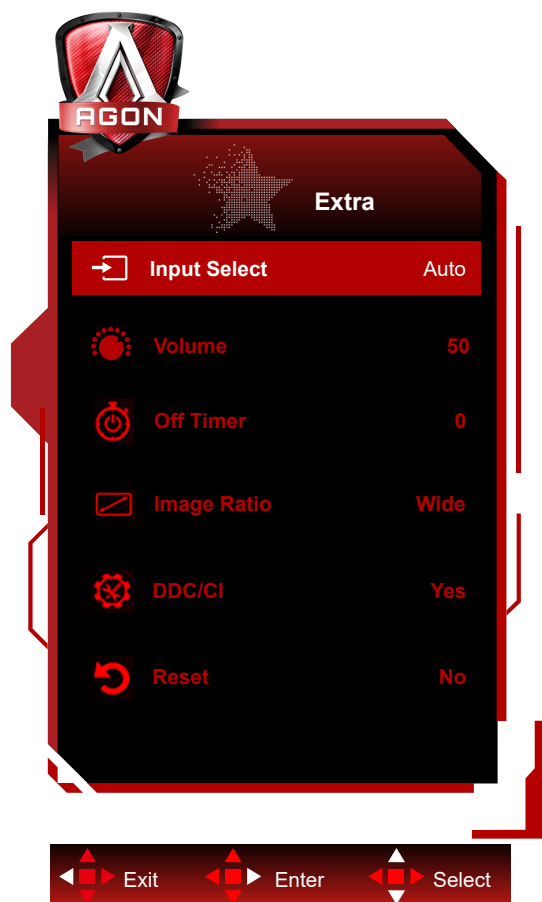 AGON
Extra
Input Select Auto
Volume 50
Off Timer 0
Image Ratio Wide
DDC/CI Yes
Reset No
Exit Enter Select